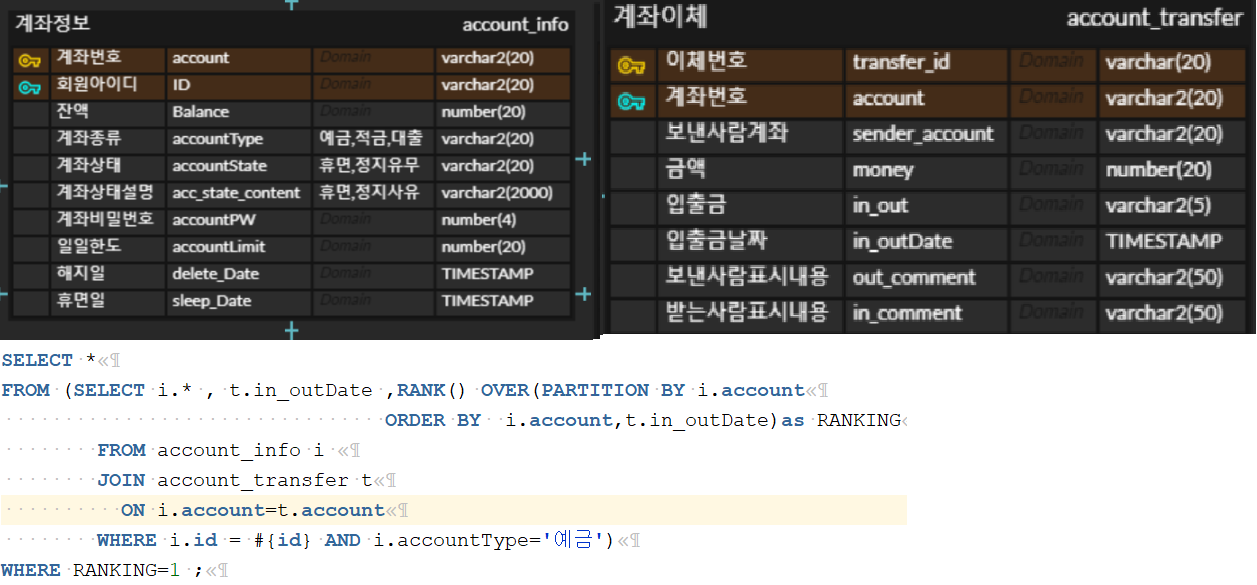 계좌정보 account_info
계좌번호 account Domain varchar2(20)
회원아이디 ID Domain varchar2(20)
잔액 Balance Domain number(20)
계좌종류 accountType 예금,적금,대출 varchar2(20)
계좌상태 accountState 휴면,정지유무 varchar2(20)
계좌상태설명 acc_state_content 휴면,정지사유 varchar2(2000)
계좌비밀번호 accountPW Domain number(4)
일일한도 accountLimit Domain number(20)
해지일 delete_Date Domain TIMESTAMP
휴면일 sleep_Date Domain TIMESTAMP
계좌이체 account_transfer
이체번호 transfer_id Domain varchar(20)
계좌번호 account Domain varchar2(20)
보낸사람계좌 sender_account Domain varchar2(20)
금액 money Domain number(20)
입출금 in_out Domain varchar2(5)
입출금날짜 in_outDate Domain TIMESTAMP
보낸사람표시내용 out_comment Domain varchar2(50)
받는사람표시내용 in_comment Domain varchar2(50)
SELECT *
FROM (SELECT i.* , t.in_outDate ,RANK() OVER(PARTITION BY i.account
ORDER BY i.account,t.in_outDate)as RANKING
FROM account_info i
JOIN account_transfer t
ON i.account=t.account
WHERE i.id = #{id} AND i.accountType='예금')
WHERE RANKING=1 ;